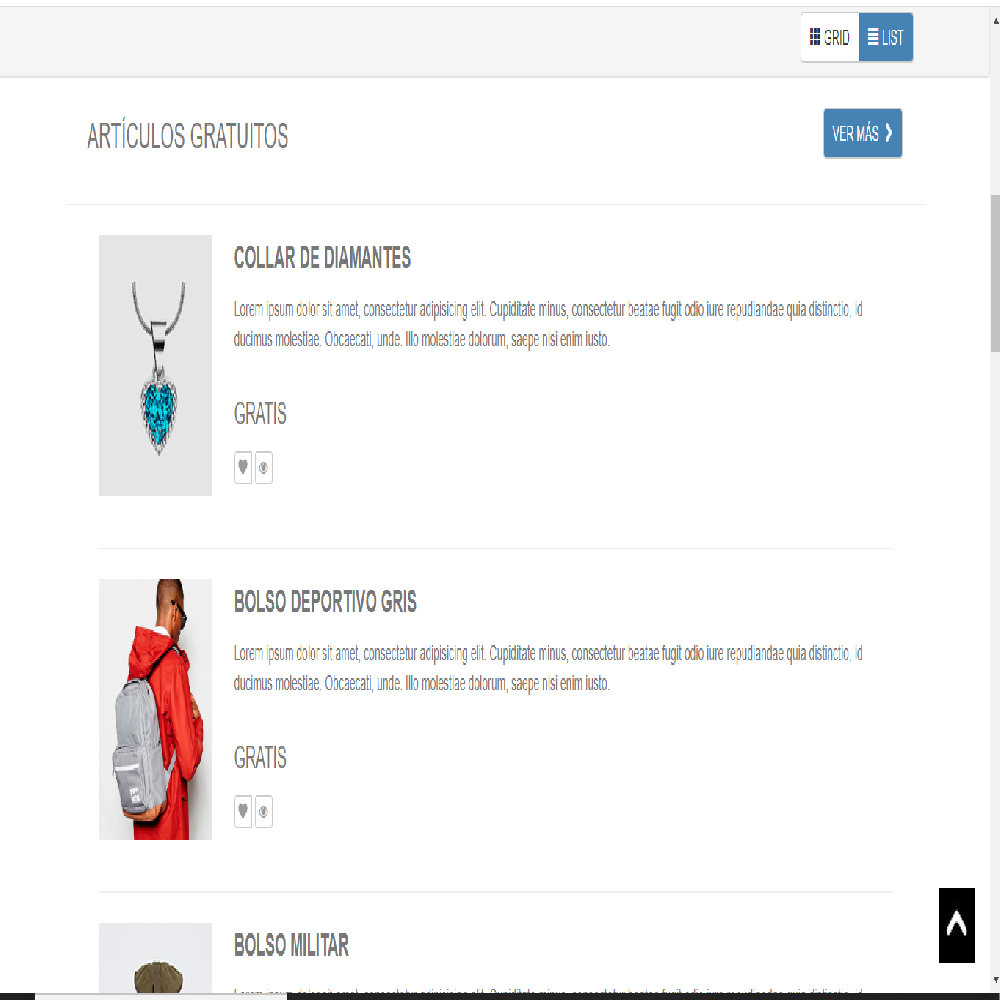 GRID LIST
ARTÍCULOS GRATUITOS
VER MÁS
COLLAR DE DIAMANTES
Lorem ipsum dolor sit amet, consectetur adipisicing elit. Cupiditate minus, consectetur beatae fugit odio iure repudiandae quia distinctio, id
ducimus molestiae. Obcaecati, unde. Illo molestiae dolorum, saepe nisi enim iusto.
GRATIS
BOLSO DEPORTIVO GRIS
Lorem ipsum dolor sit amet, consectetur adipisicing elit. Cupiditate minus, consectetur beatae fugit odio iure repudiandae quia distinctio, id
ducimus molestiae. Obcaecati, unde. Illo molestiae dolorum, saepe nisi enim iusto.
GRATIS
BOLSO MILITAR